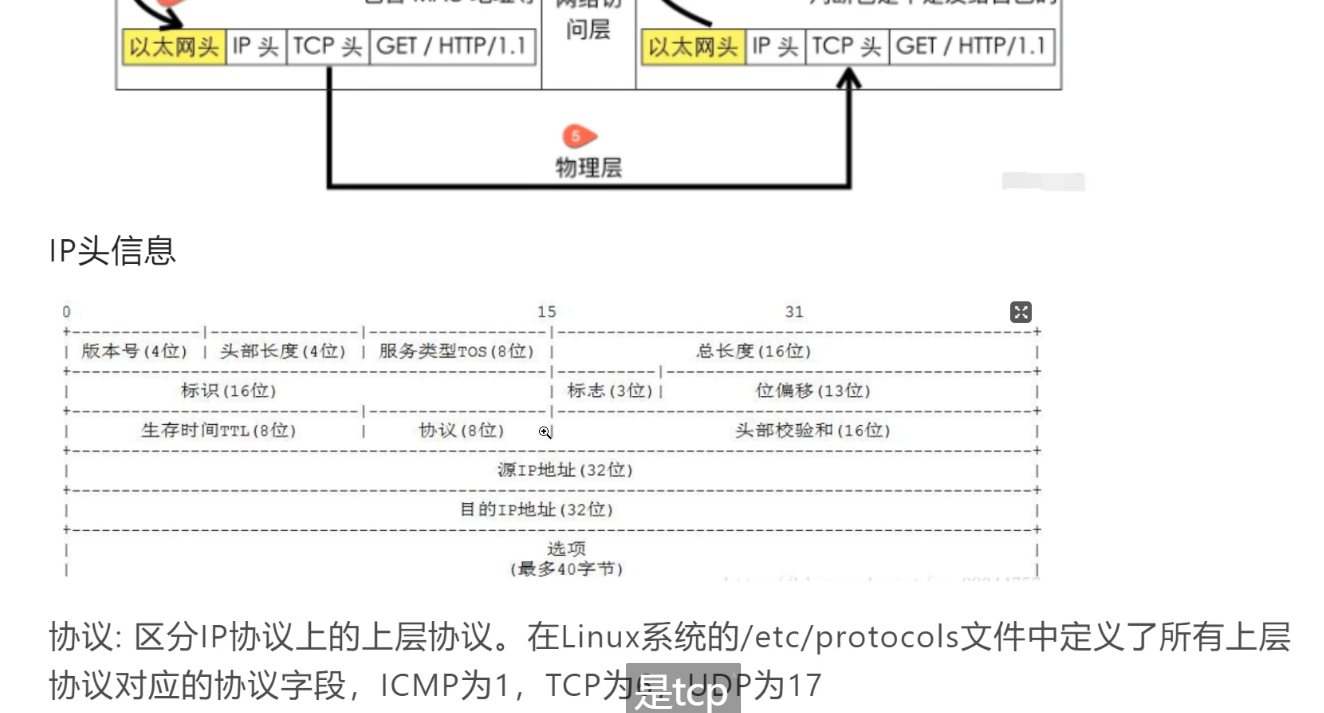 问层
以太网头 IP 头 TCP 头 GET / HTTP/1.1
以太网头 IP 头 TCP 头 GET / HTTP/1.1
5
物理层
IP头信息
0 15 31
版本号(4位) 头部长度(4位) 服务类型TOS(8位) 总长度(16位)
标识(16位) 标志(3位) 位偏移(13位)
生存时间TTL(8位) 协议(8位) 头部校验和(16位)
源IP地址(32位)
目的IP地址(32位)
选项
(最多40字节)
协议: 区分IP协议上的上层协议。在Linux系统的/etc/protocols文件中定义了所有上层
协议对应的协议字段，ICMP为1，TCP为6，UDP为17
是tcp